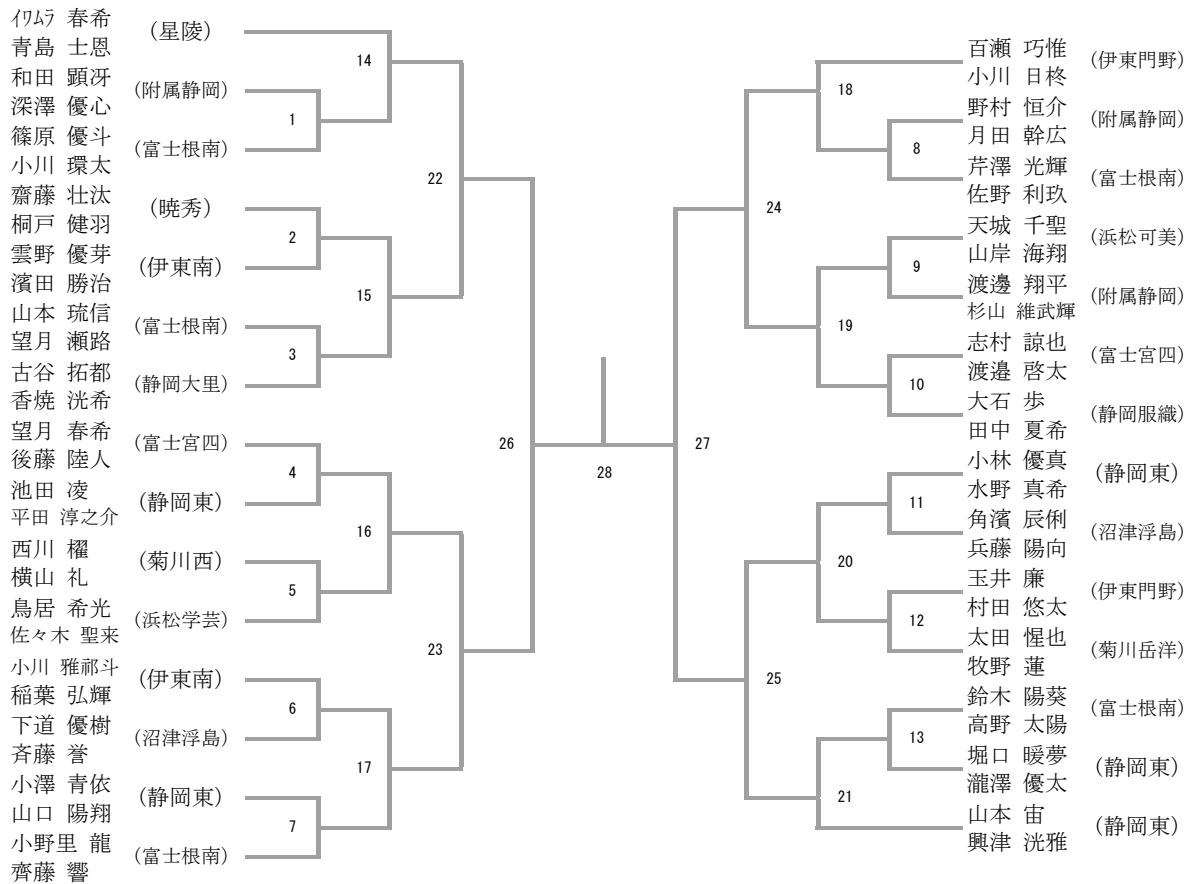 ｲﾜﾑﾗ 春希
青島 士恩
(星陵)
和田 顕冴
深澤 優心
(附属静岡)
篠原 優斗
小川 環太
(富士根南)
齋藤 壮汰
桐戸 健羽
(暁秀)
雲野 優芽
濱田 勝治
(伊東南)
山本 琉信
望月 瀬路
(富士根南)
古谷 拓都
香焼 洸希
(静岡大里)
望月 春希
後藤 陸人
(富士宮四)
池田 凌
平田 淳之介
(静岡東)
西川 櫂
横山 礼
(菊川西)
鳥居 希光
佐々木 聖来
(浜松学芸)
小川 雅祁斗
稲葉 弘輝
(伊東南)
下道 優樹
斉藤 誉
(沼津浮島)
小澤 青依
山口 陽翔
(静岡東)
小野里 龍
齊藤 響
(富士根南)
1
2
3
4
5
6
7
14
15
16
17
22
23
26
28
27
24
25
18
19
20
21
8
9
10
11
12
13
百瀬 巧惟
小川 日柊
(伊東門野)
野村 恒介
月田 幹広
(附属静岡)
芹澤 光輝
佐野 利玖
(富士根南)
天城 千聖
山岸 海翔
(浜松可美)
渡邊 翔平
杉山 維武輝
(附属静岡)
志村 諒也
渡邉 啓太
(富士宮四)
大石 歩
田中 夏希
(静岡服織)
小林 優真
水野 真希
(静岡東)
角濱 辰俐
兵藤 陽向
(沼津浮島)
玉井 廉
村田 悠太
(伊東門野)
太田 惺也
牧野 蓮
(菊川岳洋)
鈴木 陽葵
高野 太陽
(富士根南)
堀口 暖夢
瀧澤 優太
(静岡東)
山本 宙
興津 洸雅
(静岡東)